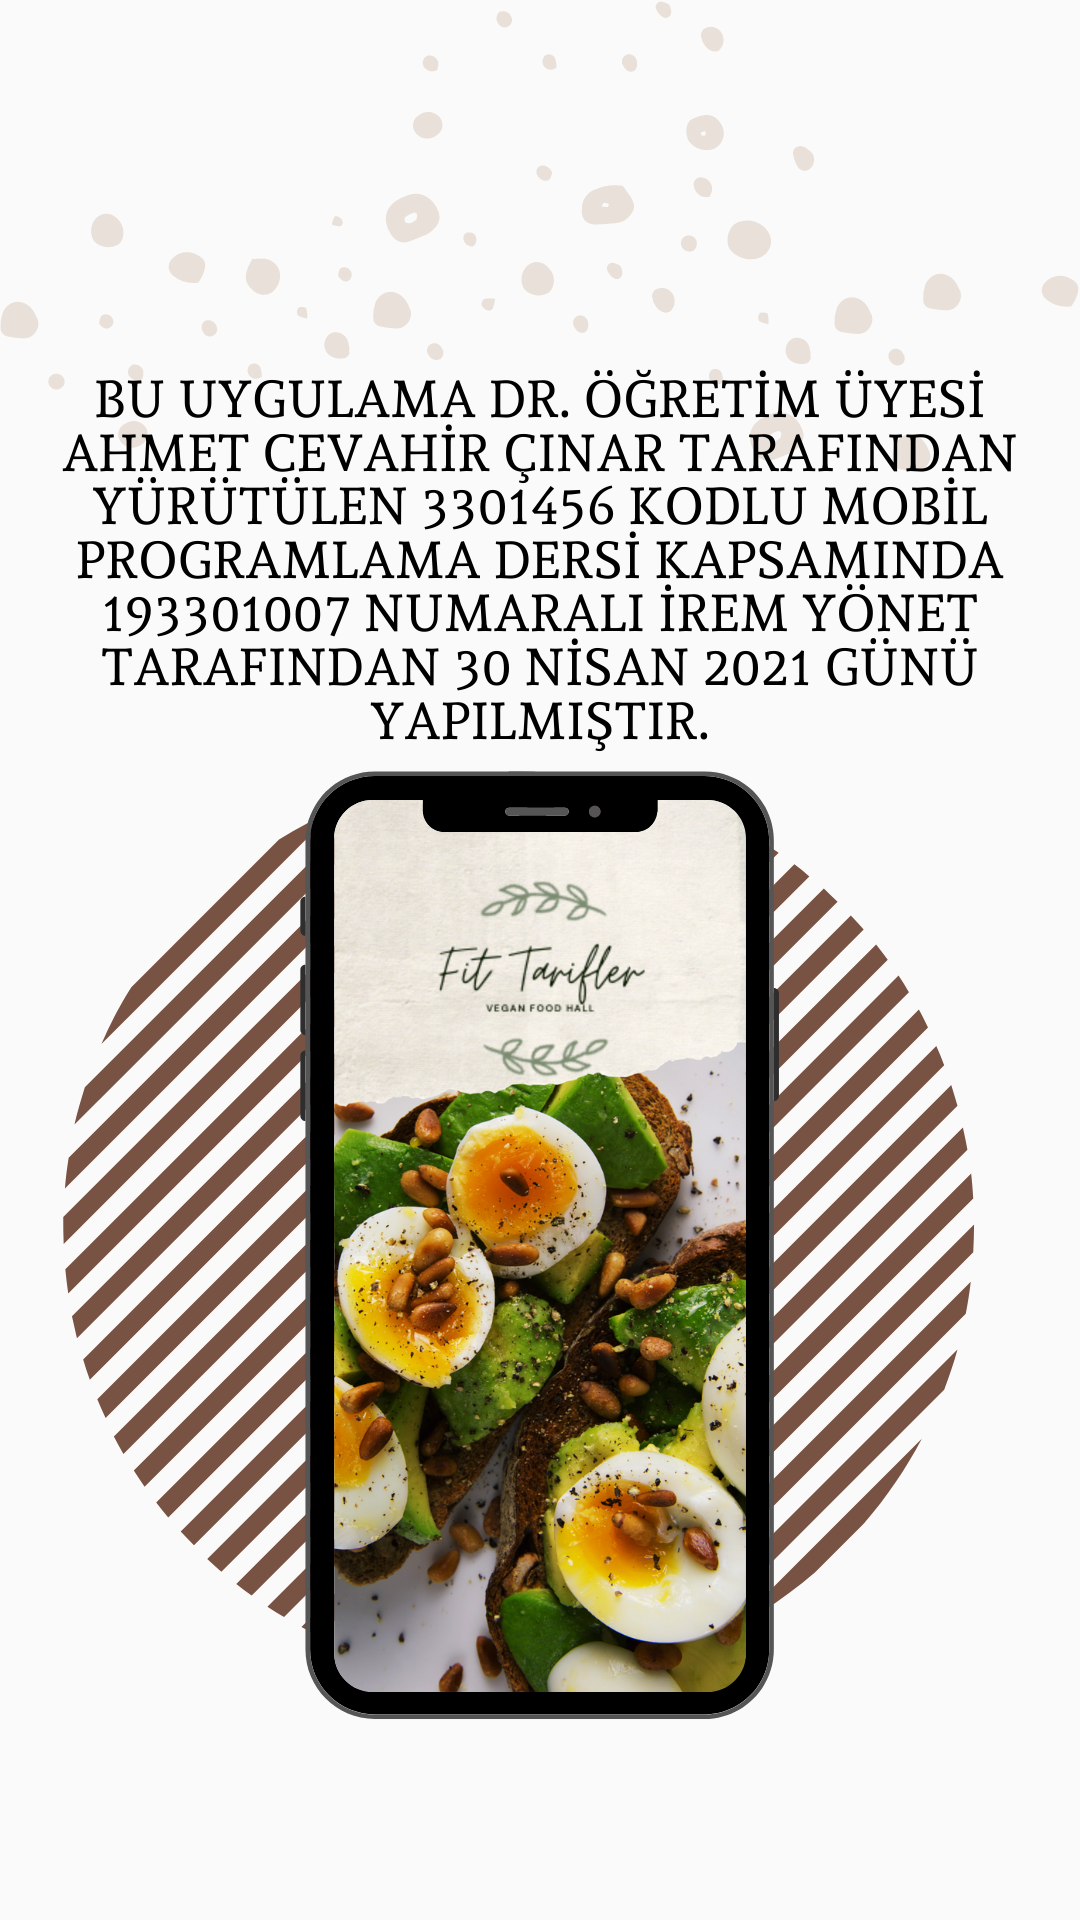 BU UYGULAMA DR. ÖĞRETİM ÜYESİ
AHMET CEVAHİR ÇINAR TARAFINDAN
YÜRÜTÜLEN 3301456 KODLU MOBİL
PROGRAMLAMA DERSİ KAPSAMINDA
193301007 NUMARALI İREM YÖNET
TARAFINDAN 30 NİSAN 2021 GÜNÜ
YAPILMIŞTIR.
Fit Tarifler
VEGAN FOOD HALL